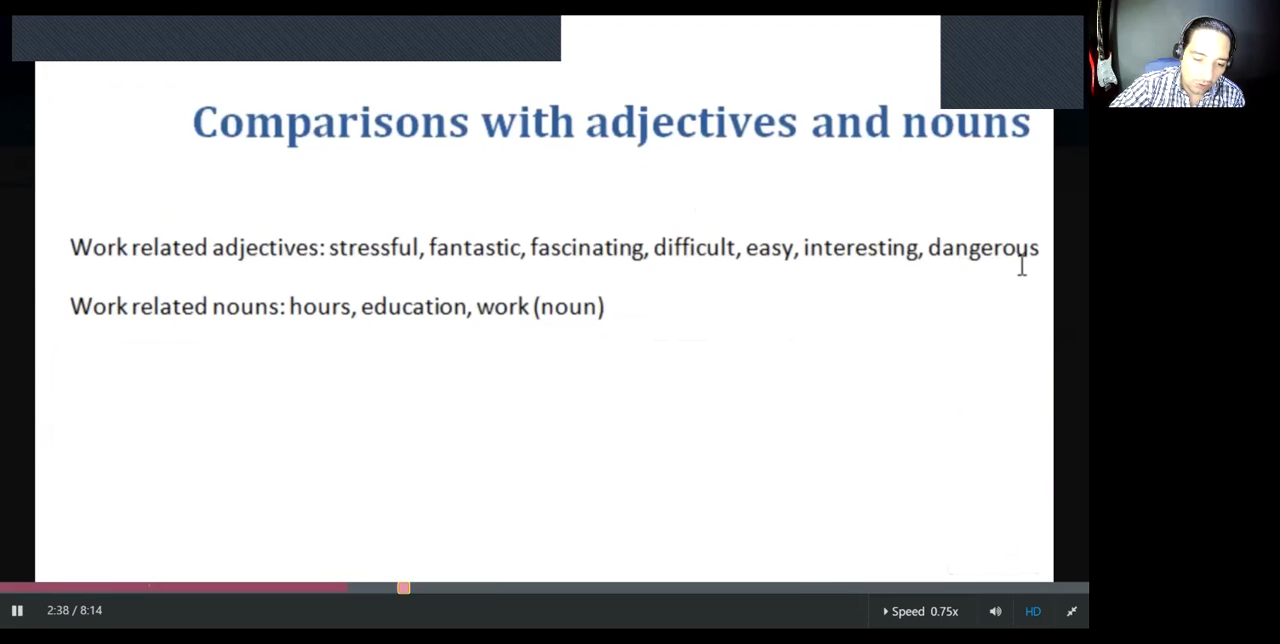 Comparisons with adjectives and nouns
Work related adjectives: stressful, fantastic, fascinating, difficult, easy, interesting, dangerous
Work related nouns: hours, education, work (noun)
2:38 / 8:14
Speed 0.75x
HD